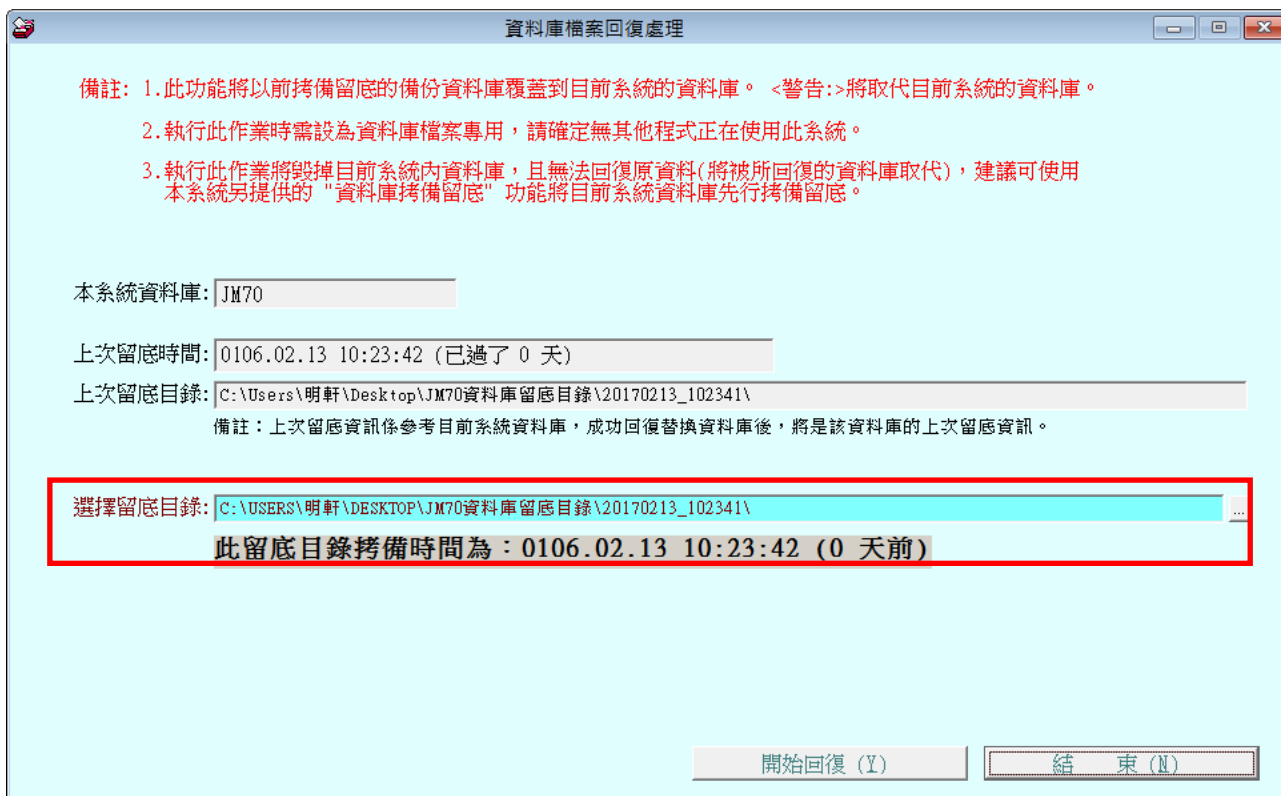 資料庫檔案回復處理
備註: 1.此功能將以前拷備留底的備份資料庫覆蓋到目前系統的資料庫。 <警告:>將取代目前系統的資料庫。
2.執行此作業時需設為資料庫檔案專用，請確定無其他程式正在使用此系統。
3.執行此作業將毀掉目前系統內資料庫，且無法回復原資料(將被所回復的資料庫取代)，建議可使用
本系統另提供的 "資料庫拷備留底" 功能將目前系統資料庫先行拷備留底。
本系統資料庫: JM70
上次留底時間: 0106.02.13 10:23:42 (已過了 0 天)
上次留底目錄: C:\Users\明軒\Desktop\JM70資料庫留底目錄\20170213_102341\
備註：上次留底資訊係參考目前系統資料庫，成功回復替換資料庫後，將是該資料庫的上次留底資訊。
選擇留底目錄: C:\USERS\明軒\DESKTOP\JM70資料庫留底目錄\20170213_102341\ ...
此留底目錄拷備時間為：0106.02.13 10:23:42 (0 天前)
開始回復 (Y) 結 束 (N)